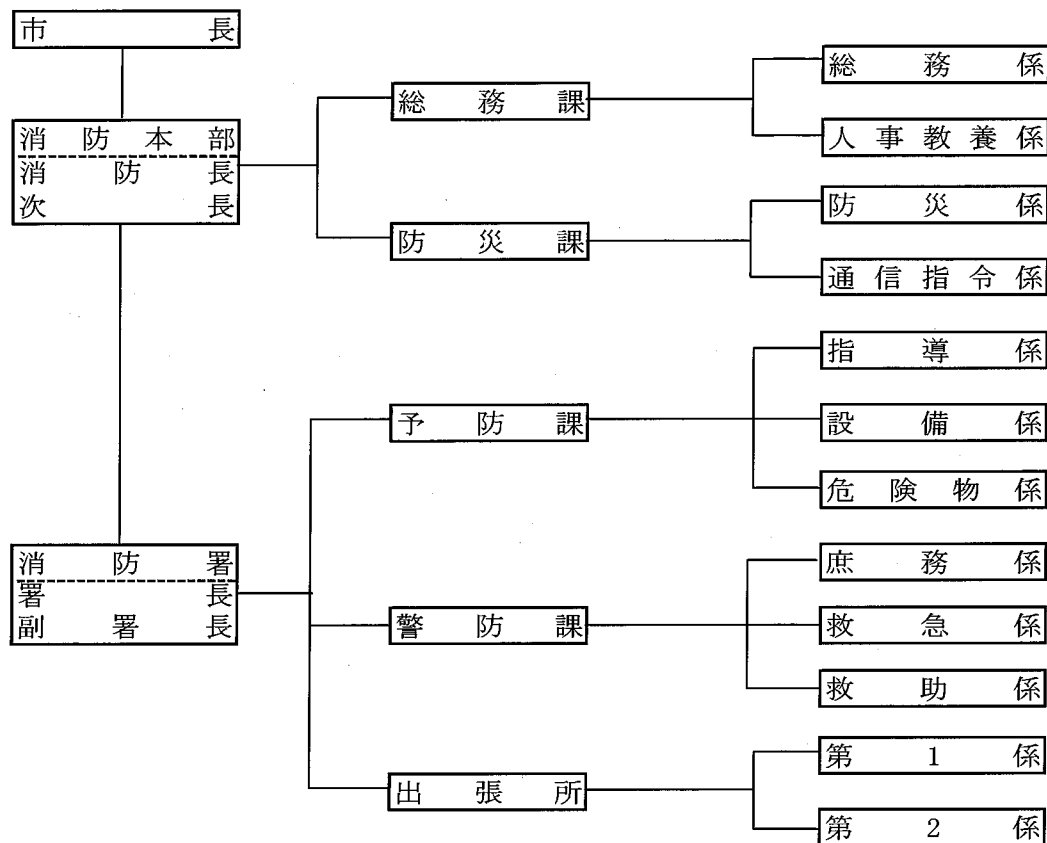 市長
消防本部
消防長
次長
総務課
総務係
人事教養係
防災課
防災係
通信指令係
消防署
署長
副署長
予防課
指導係
設備係
危険物係
警防課
庶務係
救急係
救助係
出張所
第1係
第2係